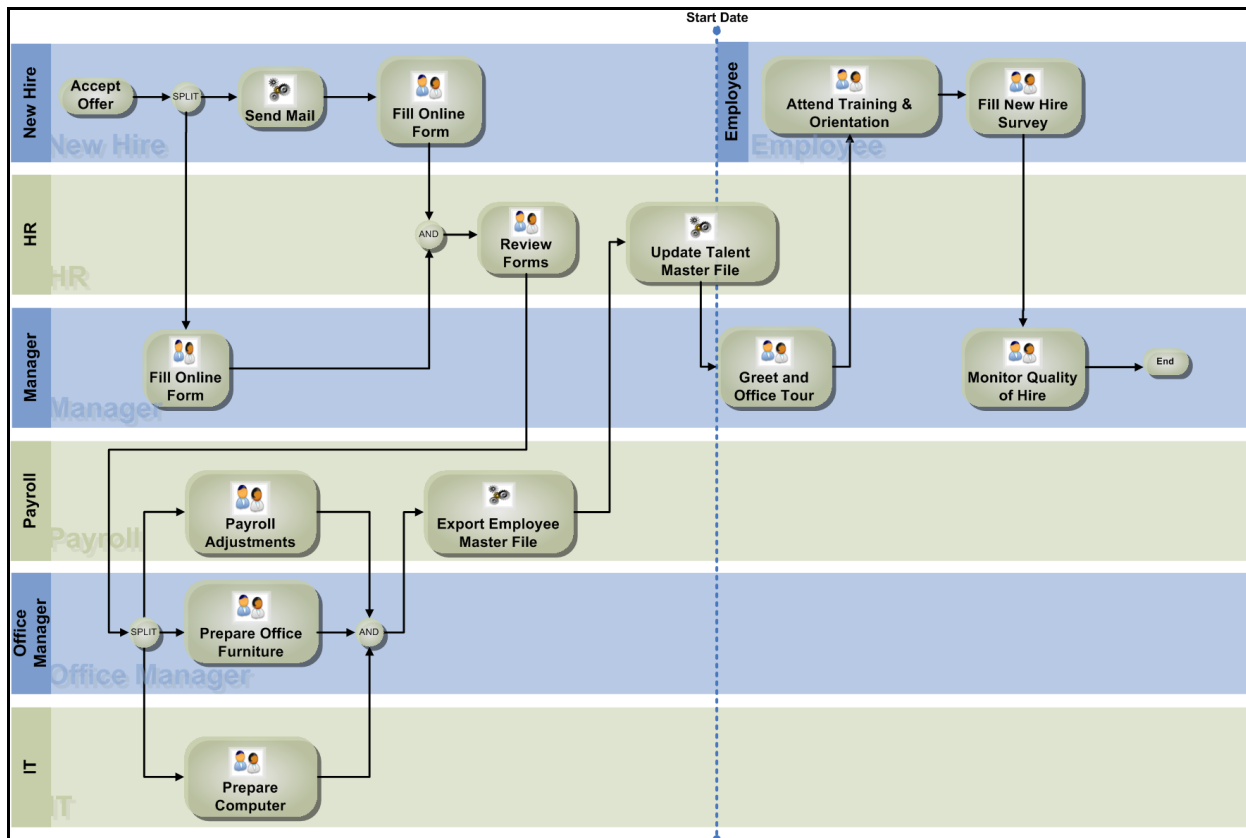 Start Date
New Hire
Accept
Offer
SPLIT
Send Mail
Fill Online
Form
New Hire
Employee
Attend Training &
Orientation
Fill New Hire
Survey
Employee
HR
AND
Review
Forms
Update Talent
Master File
HR
Manager
Fill Online
Form
Greet and
Office Tour
Monitor Quality
of Hire
End
Manager
Payroll
Payroll
Adjustments
Export Employee
Master File
Payroll
Office
Manager
SPLIT
Prepare Office
Furniture
AND
Office Manager
IT
Prepare
Computer
IT